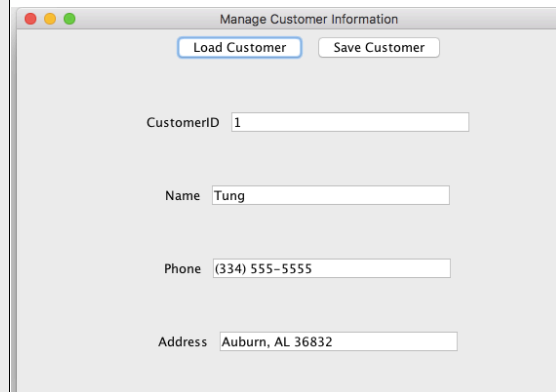 Manage Customer Information
Load Customer Save Customer
CustomerID 1
Name Tung
Phone (334) 555-5555
Address Auburn, AL 36832